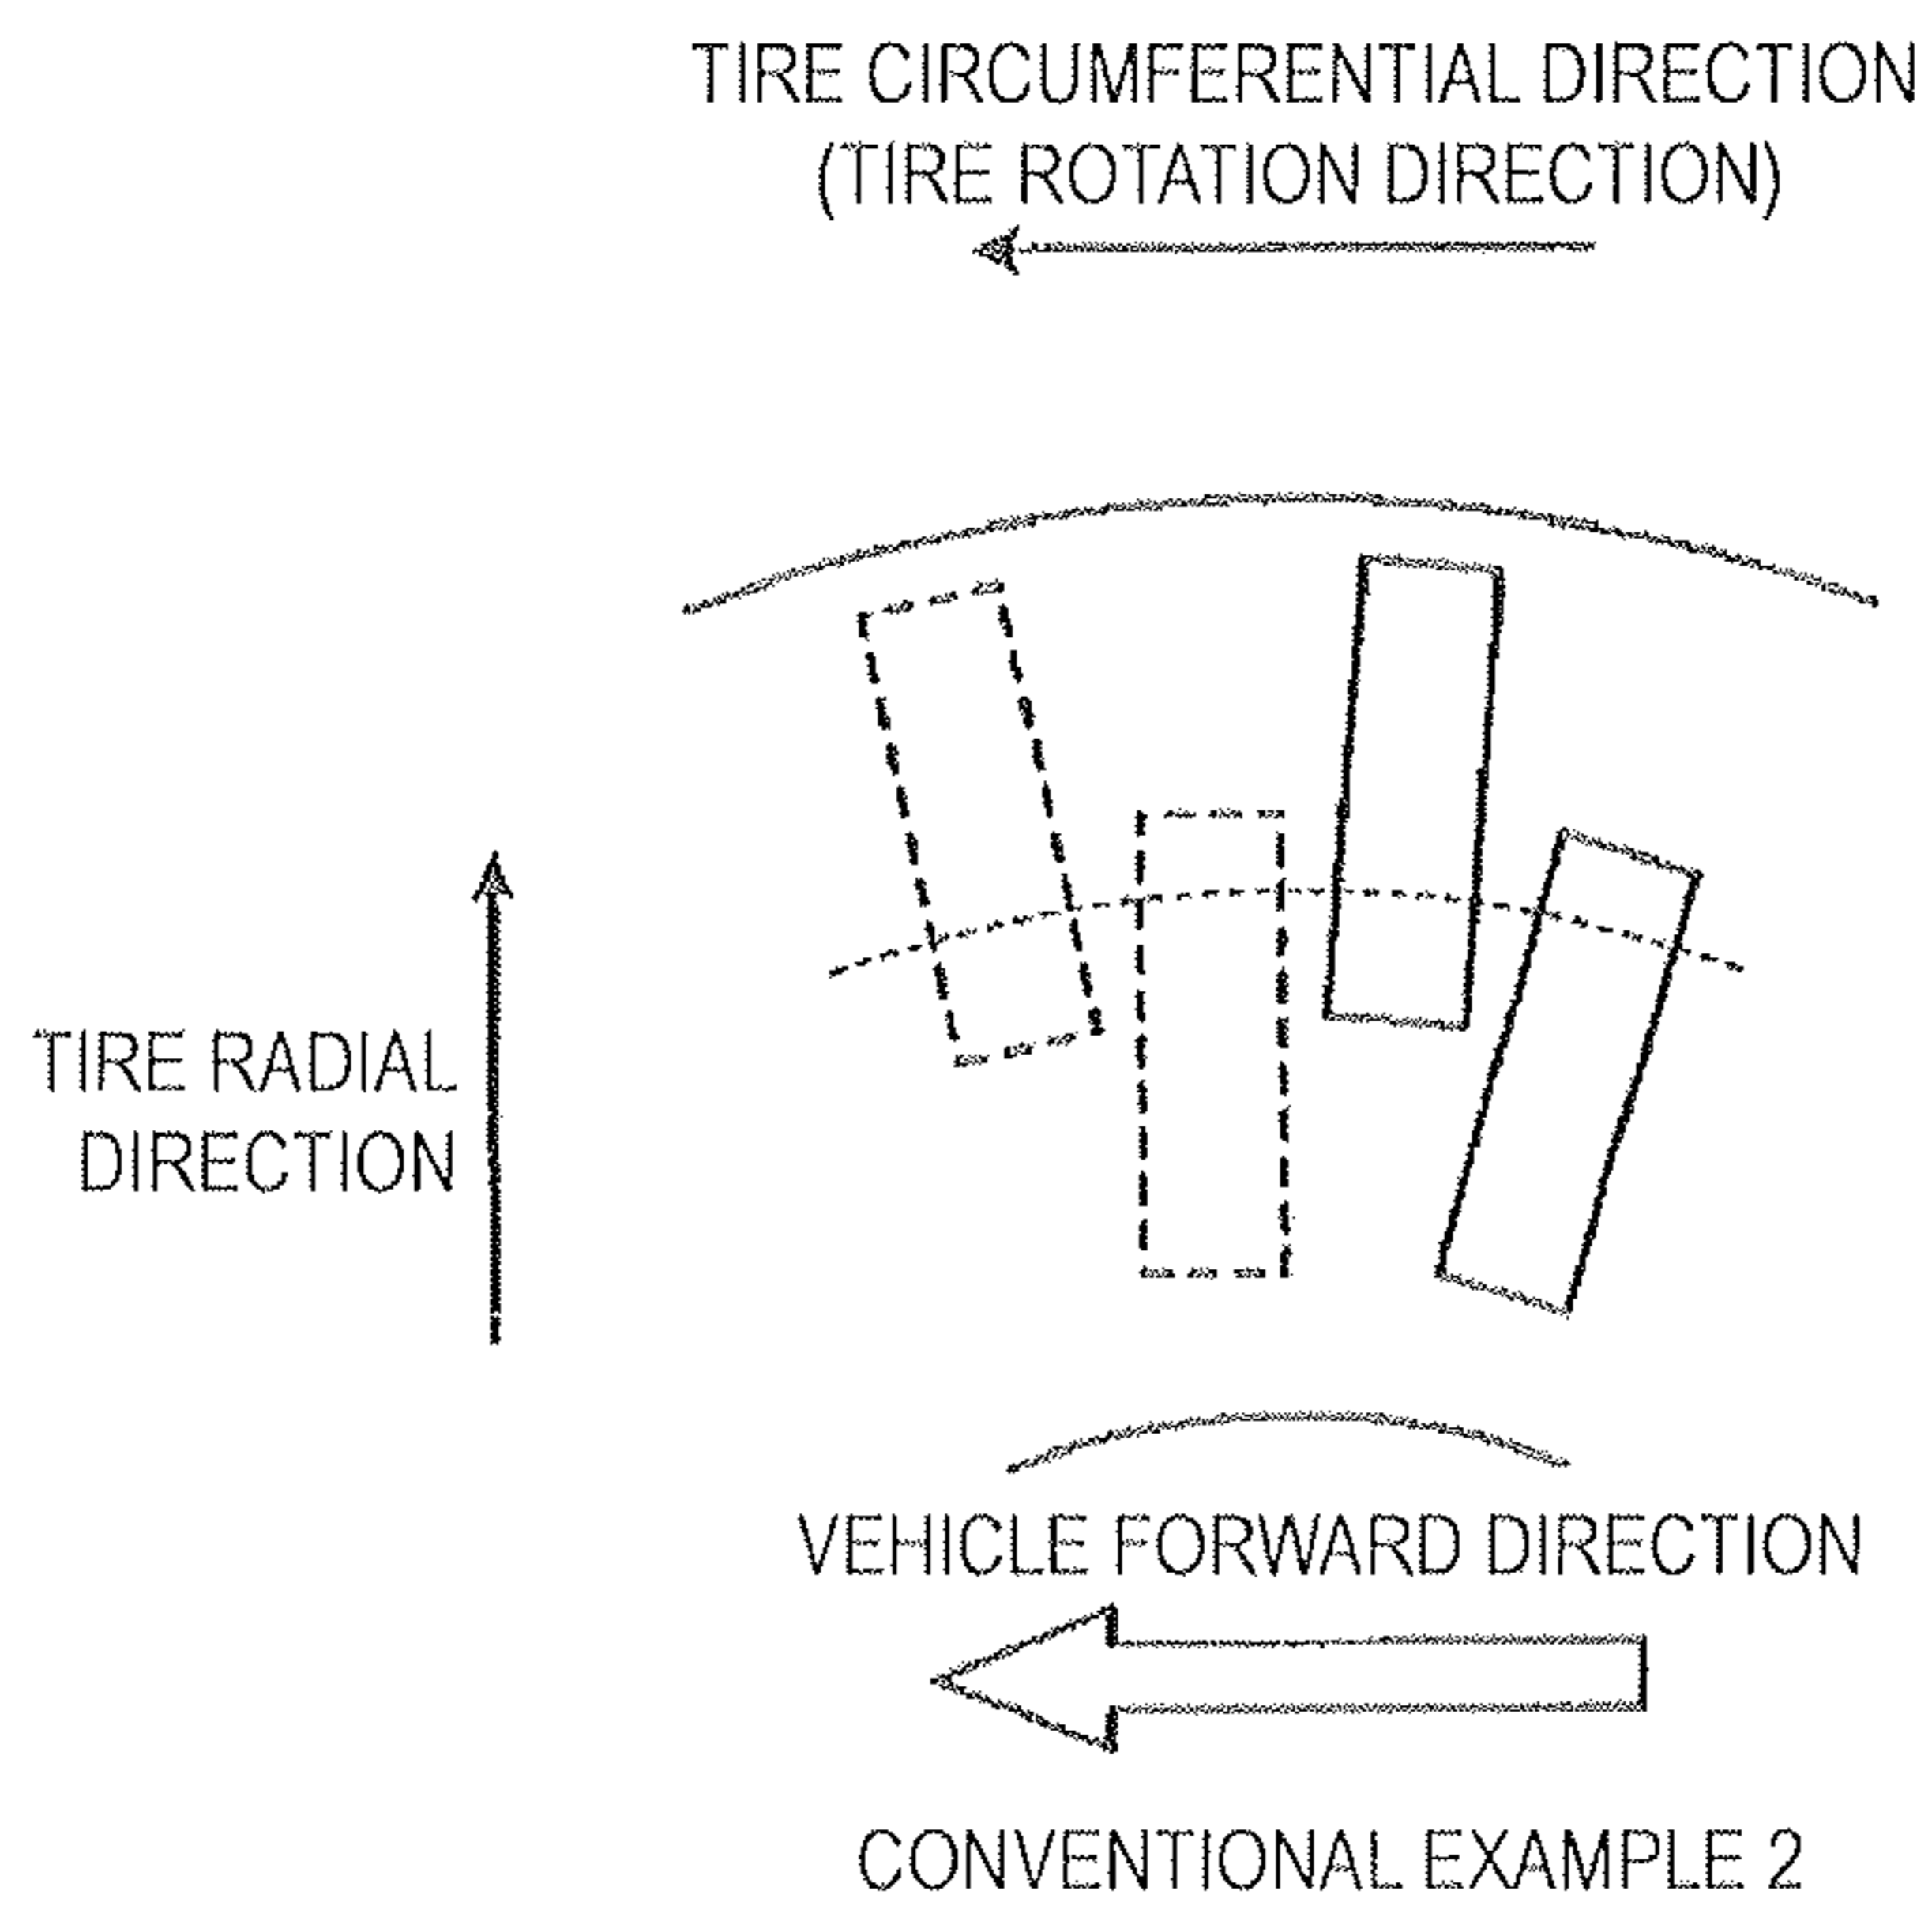 TIRE CIRCUMFERENTIAL DIRECTION
(TIRE ROTATION DIRECTION)
TIRE RADIAL
DIRECTION
VEHICLE FORWARD DIRECTION
CONVENTIONAL EXAMPLE 2